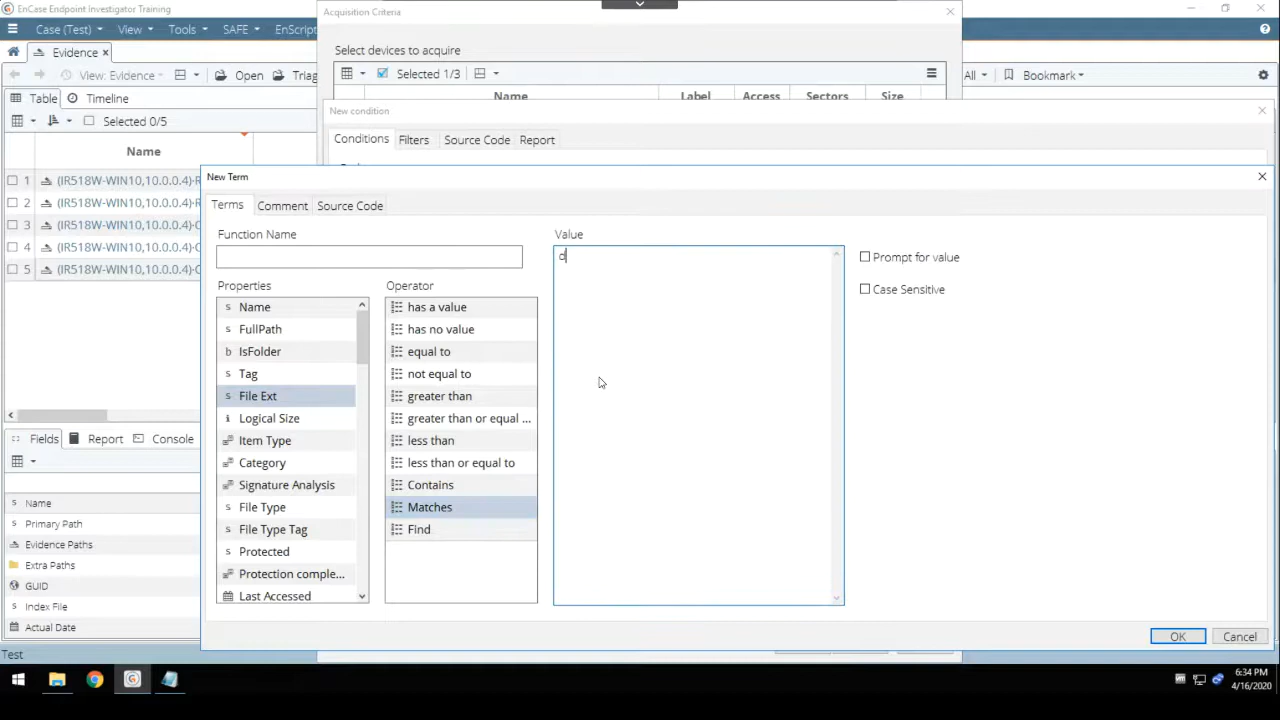 EnCase Endpoint Investigator Training
Acquisition Criteria
Case (Test) View Tools SAFE EnScript
Select devices to acquire
Evidence
View: Evidence Open Triag
Selected 1/3
All Bookmark
Table Timeline
Name Label Access Sectors Size
New condition
Selected 0/5
Conditions Filters Source Code Report
Name
New Term
1 (IR518W-WIN10,10.0.0.4)
2 (IR518W-WIN10,10.0.0.4)
3 (IR518W-WIN10,10.0.0.4)
4 (IR518W-WIN10,10.0.0.4)
5 (IR518W-WIN10,10.0.0.4)
Terms Comment Source Code
Function Name
Value
d
Prompt for value
Case Sensitive
Properties
Name
FullPath
IsFolder
Tag
File Ext
Logical Size
Item Type
Category
Signature Analysis
File Type
File Type Tag
Protected
Protection comple...
Last Accessed
Operator
has a value
has no value
equal to
not equal to
greater than
greater than or equal ...
less than
less than or equal to
Contains
Matches
Find
Fields Report Console
Name
Primary Path
Evidence Paths
Extra Paths
GUID
Index File
Actual Date
OK Cancel
Test
6:34 PM
4/16/2020